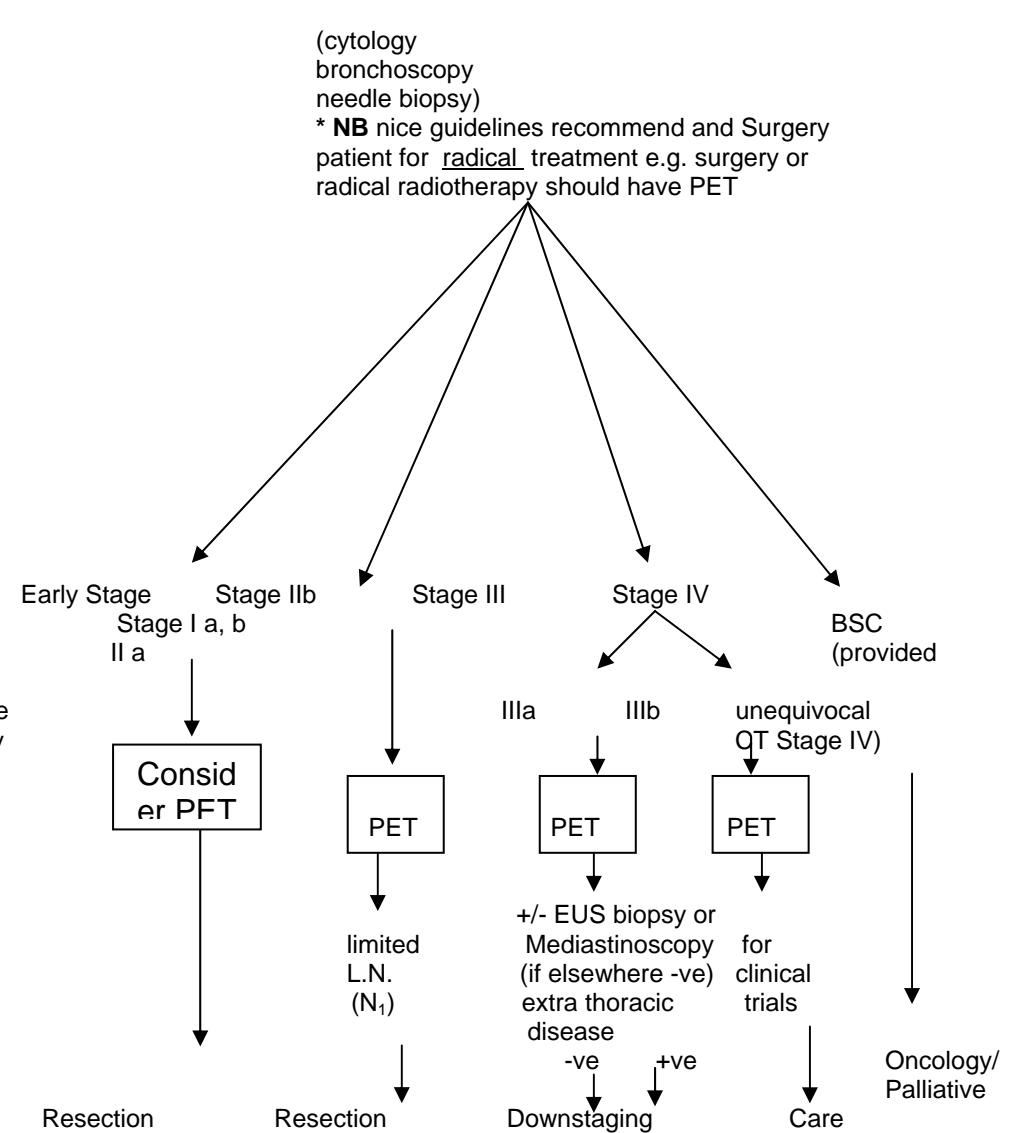 (cytology
bronchoscopy
needle biopsy)
* NB nice guidelines recommend and Surgery
patient for radical treatment e.g. surgery or
radical radiotherapy should have PET
Early Stage Stage IIb Stage III Stage IV
Stage I a, b BSC
II a (provided
e IIIa IIIb unequivocal
CT Stage IV)
Consid
er PET
PET PET PET
+/- EUS biopsy or
limited Mediastinoscopy for
L.N. (if elsewhere -ve) clinical
(N₁) extra thoracic trials
disease
-ve +ve Oncology/
Palliative
Resection Resection Downstaging Care